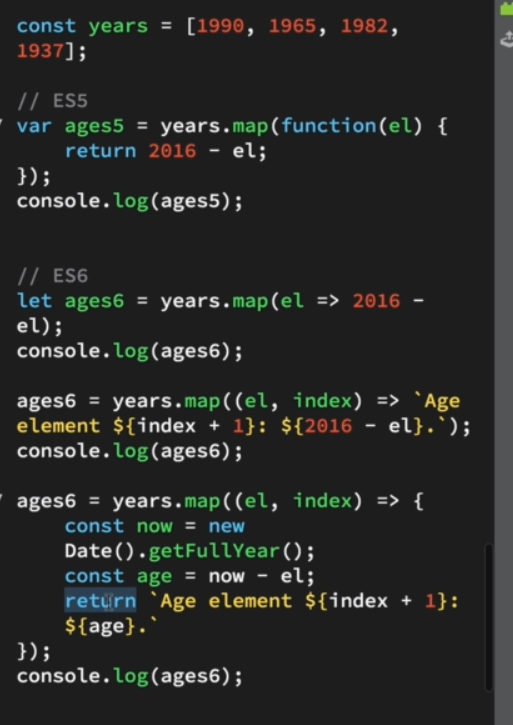 const years = [1990, 1965, 1982,
1937];
// ES5
var ages5 = years.map(function(el) {
    return 2016 - el;
});
console.log(ages5);
// ES6
let ages6 = years.map(el => 2016 -
el);
console.log(ages6);
ages6 = years.map((el, index) => `Age
element ${index + 1}: ${2016 - el}.`);
console.log(ages6);
ages6 = years.map((el, index) => {
    const now = new
    Date().getFullYear();
    const age = now - el;
    return `Age element ${index + 1}:
    ${age}.`
});
console.log(ages6);